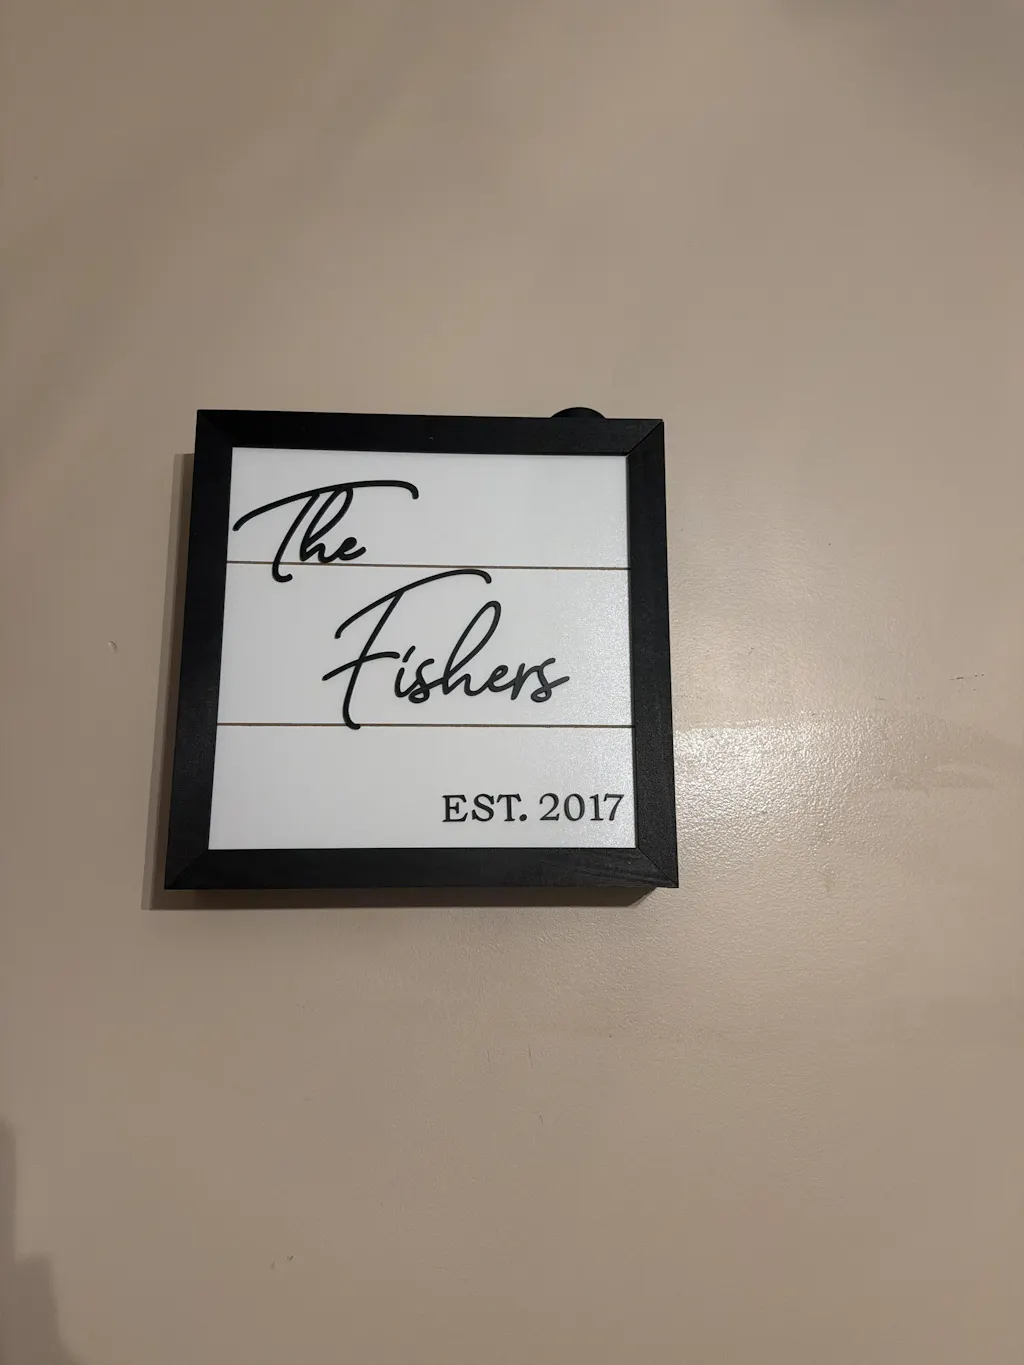 The
Fishers
EST. 2017